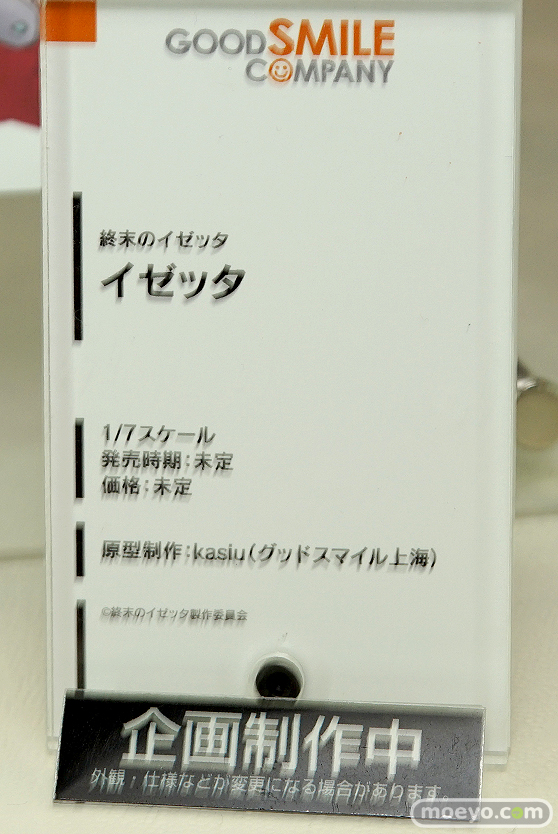 GOODSMILE
COMPANY
終末のイゼッタ
イゼッタ
1/7スケール
発売時期:未定
価格:未定
原型制作:kasiu(グッドスマイル上海)
©終末のイゼッタ製作委員会
企画制作中
外観・仕様などが変更になる場合があります。
moeyo.com